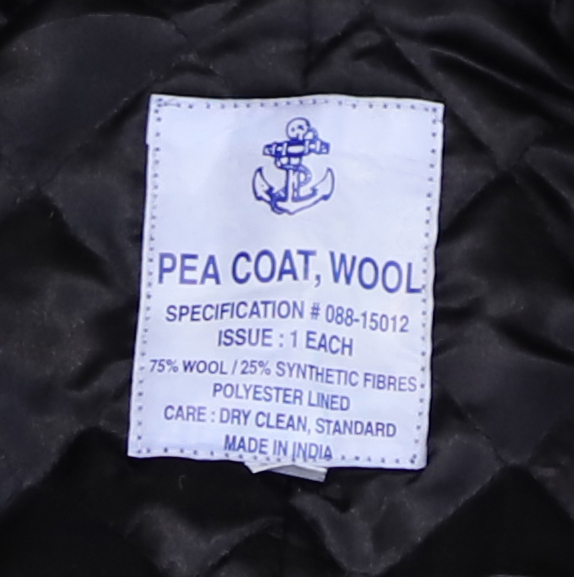 PEA COAT, WOOL
SPECIFICATION # 088-15012
ISSUE : 1 EACH
75% WOOL / 25% SYNTHETIC FIBRES
POLYESTER LINED
CARE : DRY CLEAN, STANDARD
MADE IN INDIA